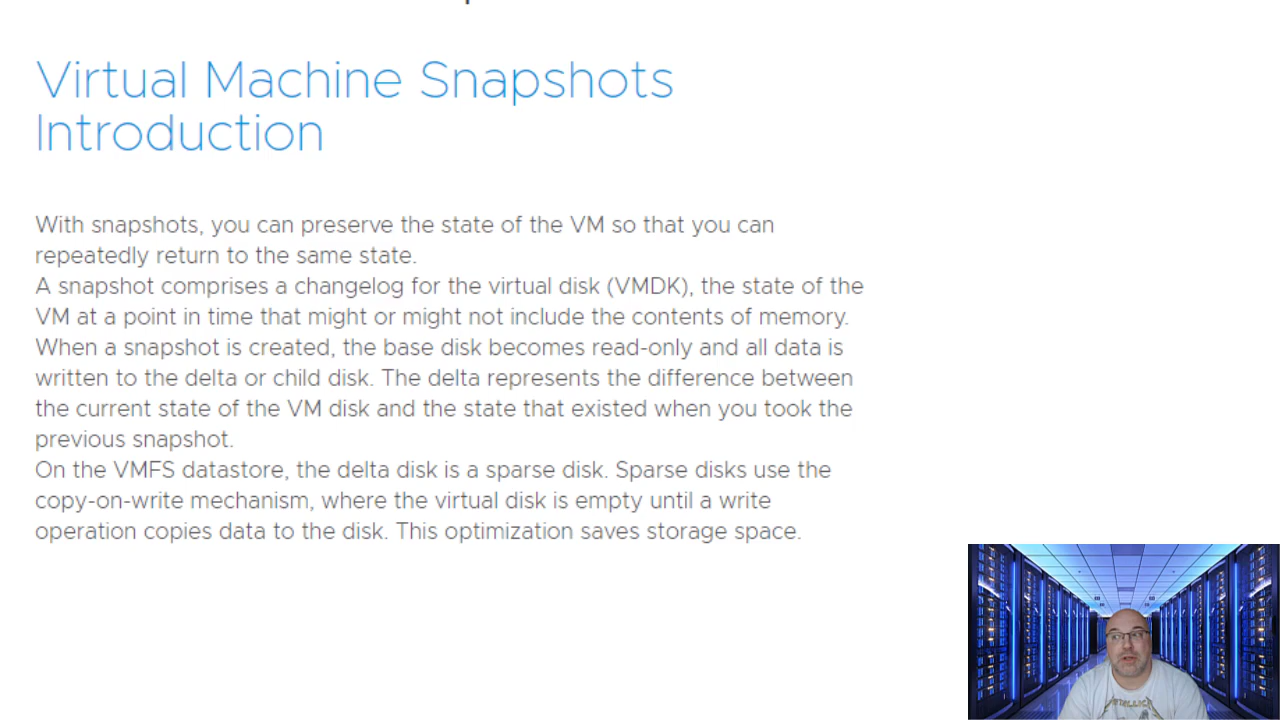 Virtual Machine Snapshots
Introduction
With snapshots, you can preserve the state of the VM so that you can
repeatedly return to the same state.
A snapshot comprises a changelog for the virtual disk (VMDK), the state of the
VM at a point in time that might or might not include the contents of memory.
When a snapshot is created, the base disk becomes read-only and all data is
written to the delta or child disk. The delta represents the difference between
the current state of the VM disk and the state that existed when you took the
previous snapshot.
On the VMFS datastore, the delta disk is a sparse disk. Sparse disks use the
copy-on-write mechanism, where the virtual disk is empty until a write
operation copies data to the disk. This optimization saves storage space.
METALLICA